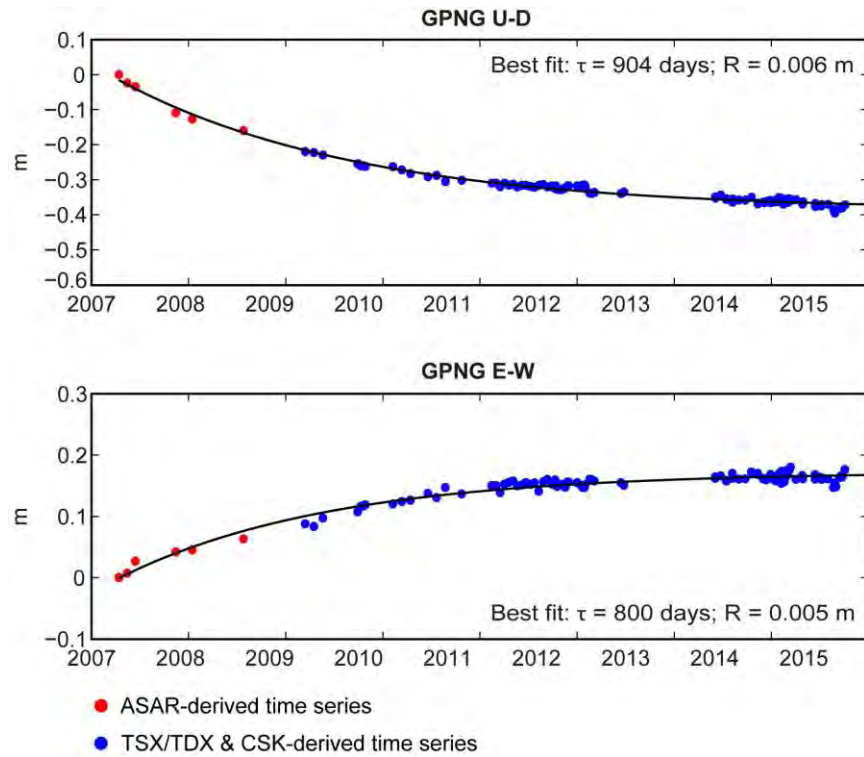 GPNG U-D
0.1
0
−0.1
−0.2
−0.3
−0.4
−0.5
−0.6
m
Best fit: τ = 904 days; R = 0.006 m
2007 2008 2009 2010 2011 2012 2013 2014 2015
GPNG E-W
0.3
0.2
0.1
0
−0.1
m
Best fit: τ = 800 days; R = 0.005 m
2007 2008 2009 2010 2011 2012 2013 2014 2015
ASAR-derived time series
TSX/TDX & CSK-derived time series